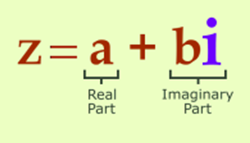 z = a + bi
Real Imaginary
Part Part